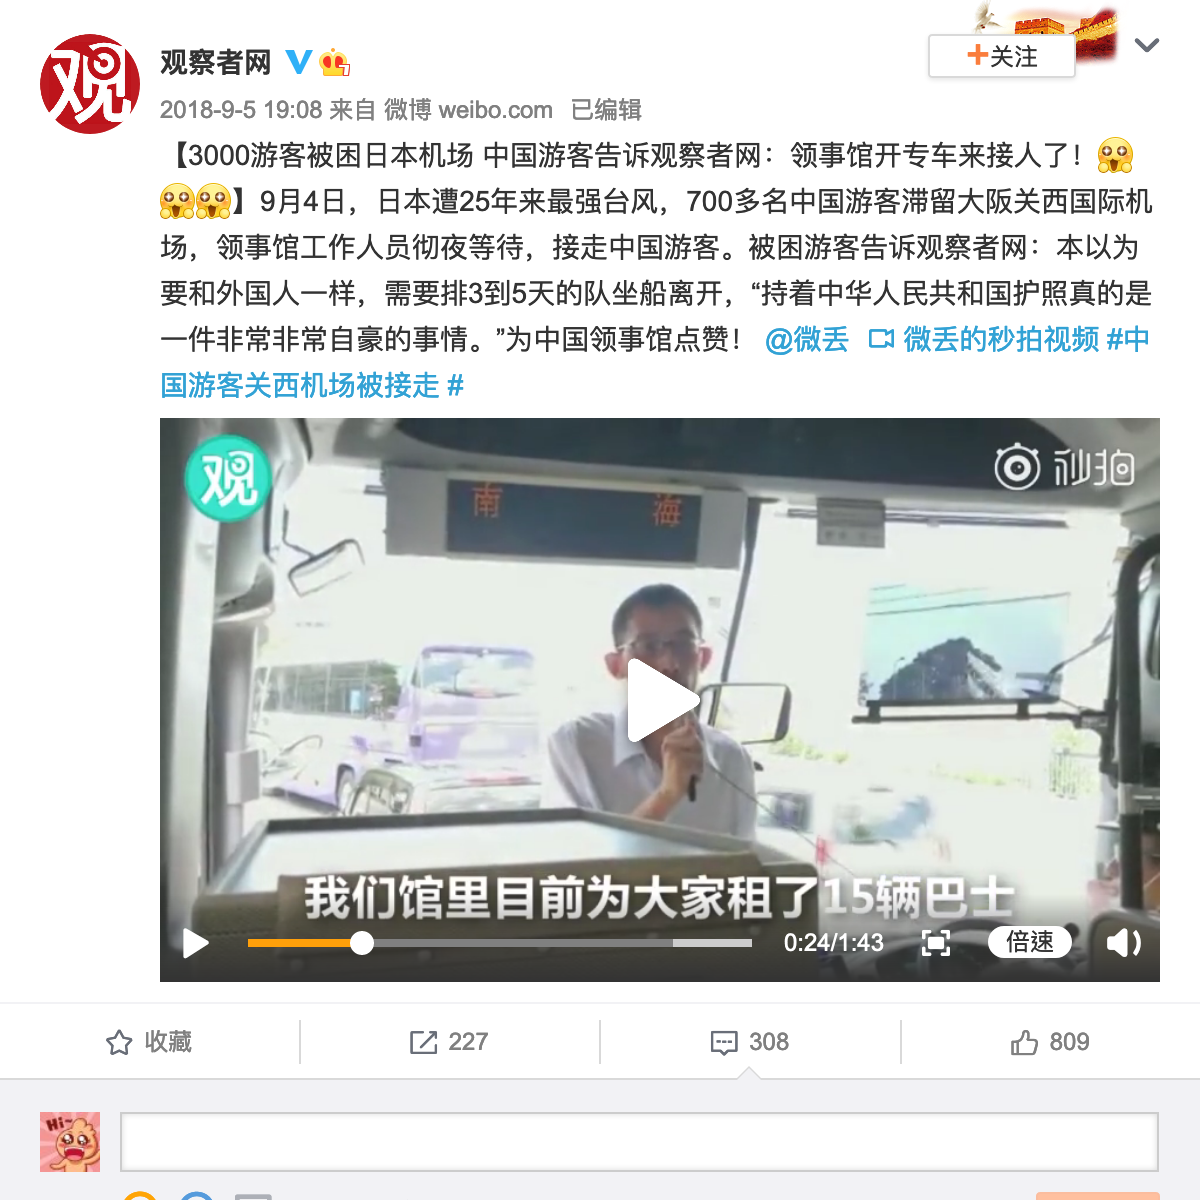 观
观察者网
关注
2018-9-5 19:08 来自 微博 weibo.com 已编辑
【3000游客被困日本机场 中国游客告诉观察者网：领事馆开专车来接人了！
】9月4日，日本遭25年来最强台风，700多名中国游客滞留大阪关西国际机
场，领事馆工作人员彻夜等待，接走中国游客。被困游客告诉观察者网：本以为
要和外国人一样，需要排3到5天的队坐船离开，“持着中华人民共和国护照真的是
一件非常非常自豪的事情。”为中国领事馆点赞！ @微丢 微丢的秒拍视频 #中
国游客关西机场被接走 #
观
秒拍
南 海
我们馆里目前为大家租了15辆巴士
0:24/1:43
倍速
收藏
227
308
809
Hi~